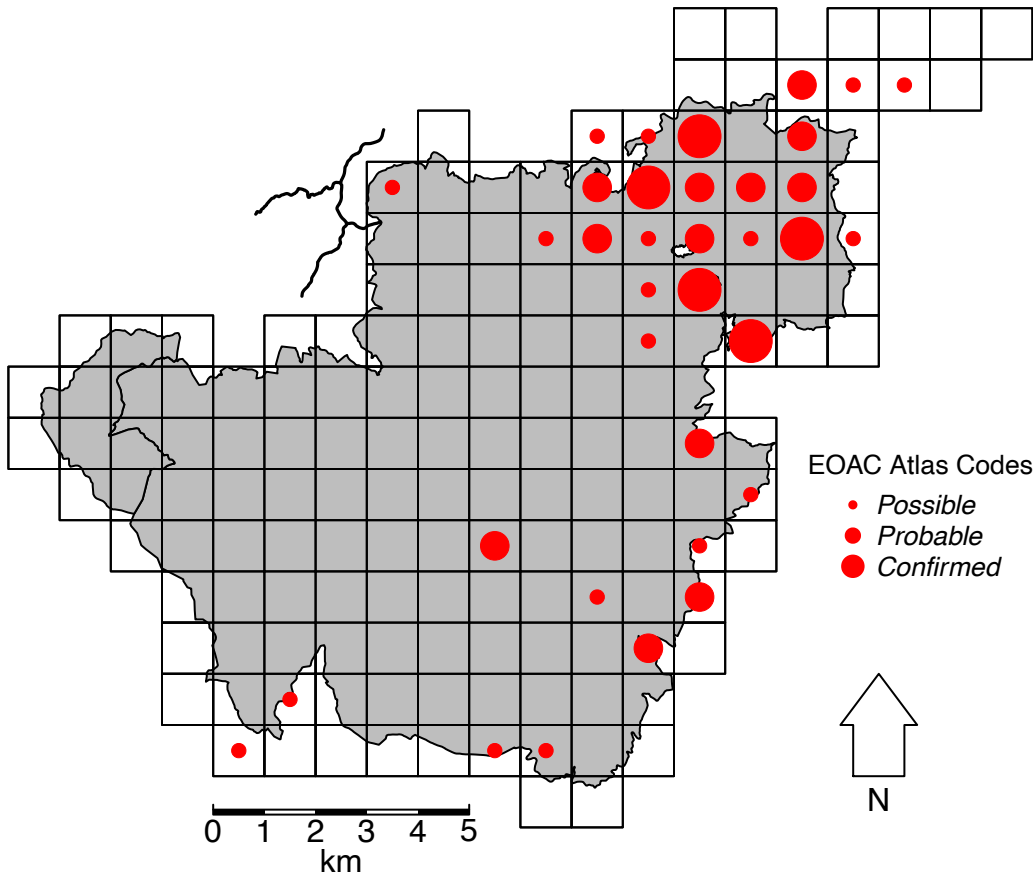 EOAC Atlas Codes
Possible
Probable
Confirmed
N
0 1 2 3 4 5
km